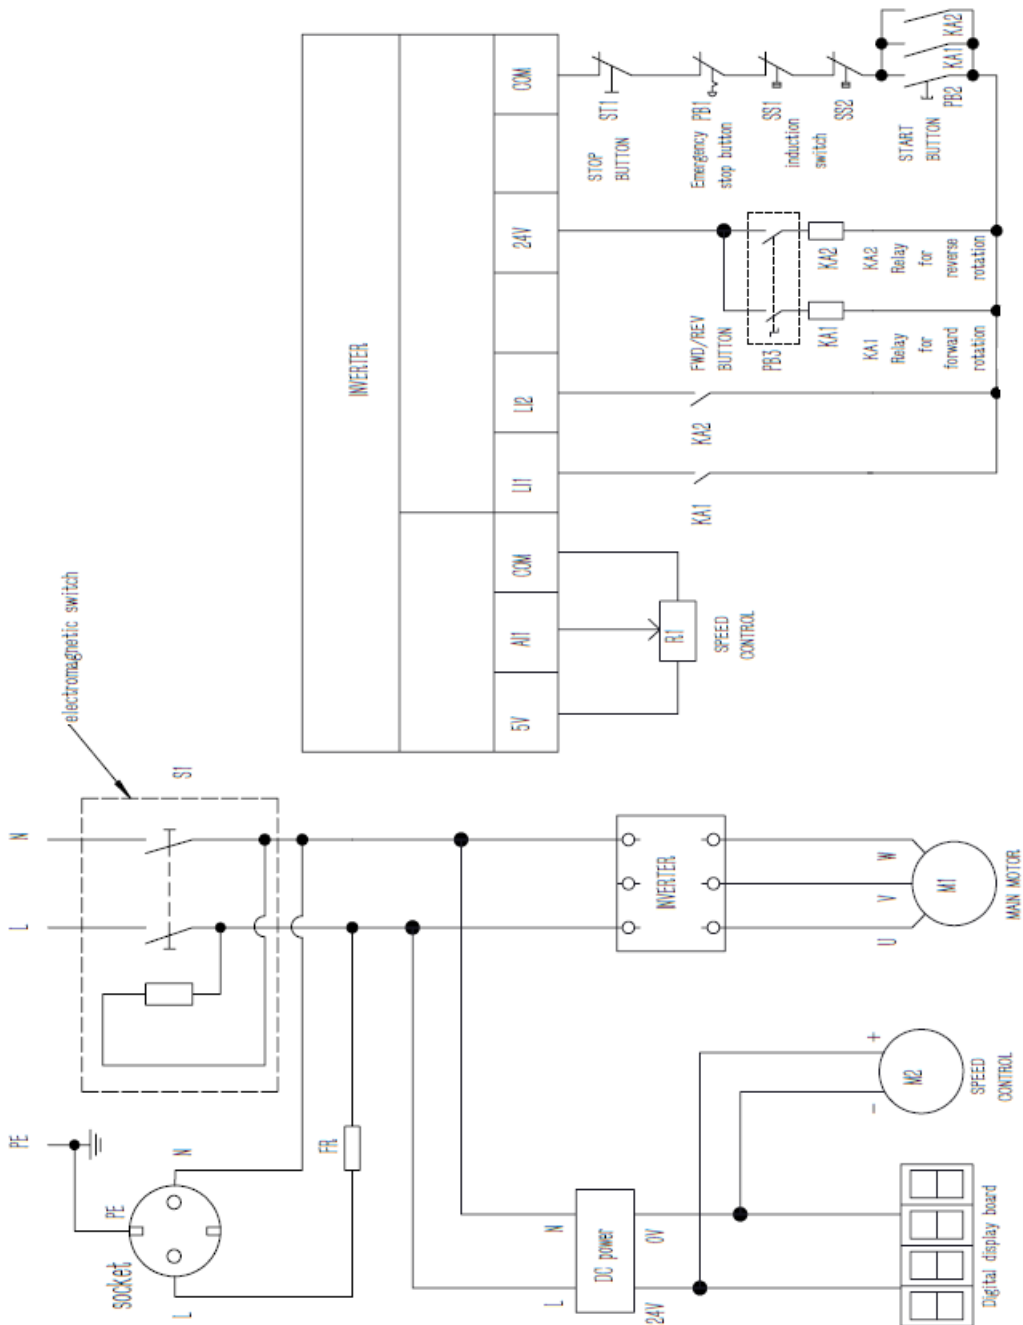 PE
L
N
electromagnetic switch
S1
PE
N
socket
L
FR
L
N
DC power
24V
0V
INVERTER
U
V
W
M1
MAIN MOTOR
+
-
M2
SPEED
CONTROL
Digital display board
INVERTER
5V
AI1
COM
LI1
LI2
24V
COM
R1
SPEED
CONTROL
KA1
KA2
FWD/REV
BUTTON
PB3
KA1
KA2
KA1
Relay
for
forward
rotation
KA2
Relay
for
reverse
rotation
STOP
BUTTON
ST1
Emergency
stop button
PB1
induction
switch
SS1
SS2
START
BUTTON
PB2
KA1
KA2